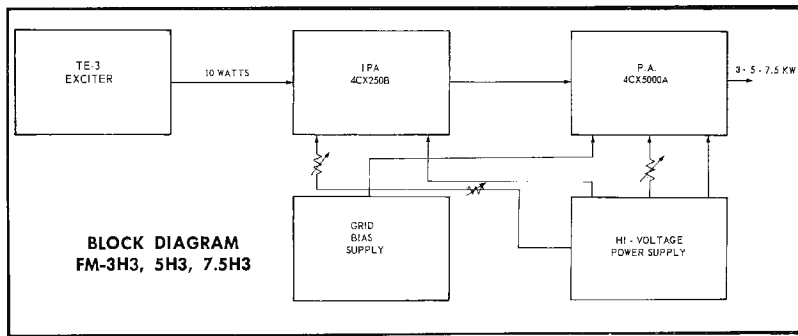 TE-3
EXCITER
10 WATTS
I.P.A.
4CX250B
P.A.
4CX5000A
3 - 5 - 7.5 KW
GRID
BIAS
SUPPLY
HI - VOLTAGE
POWER SUPPLY
BLOCK DIAGRAM
FM-3H3, 5H3, 7.5H3